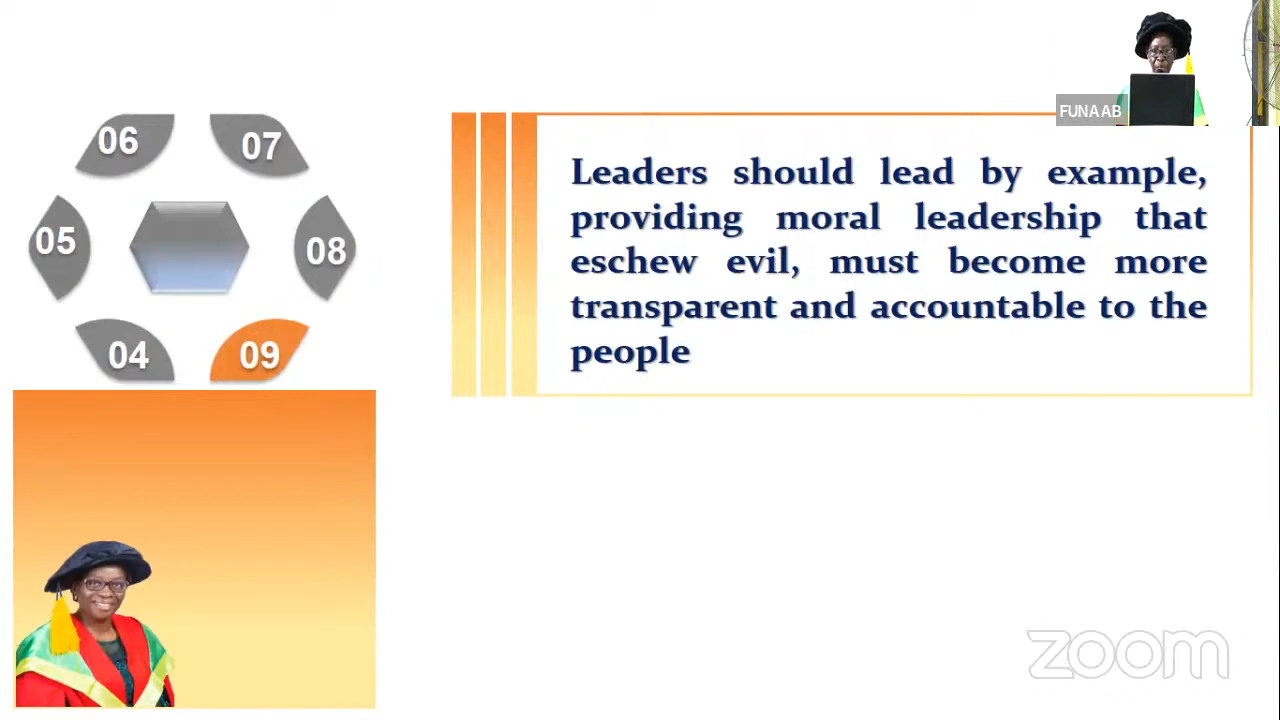 FUNAAB
06
07
05
08
04
09
Leaders should lead by example,
providing moral leadership that
eschew evil, must become more
transparent and accountable to the
people
zoom